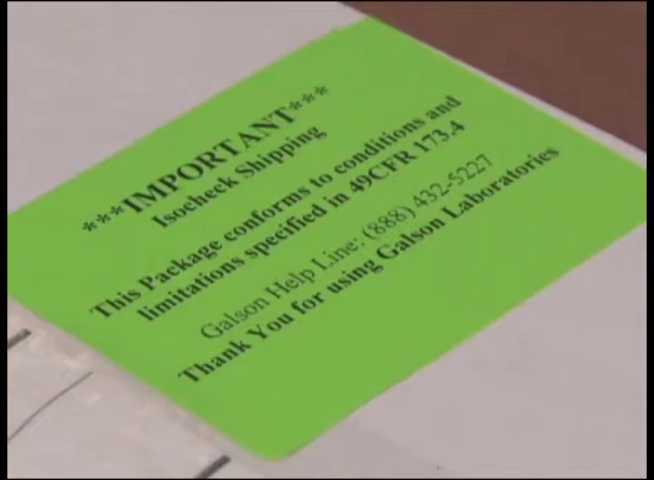 ***IMPORTANT***
Isocheck Shipping
This Package conforms to conditions and
limitations specified in 49CFR 173.4
Galson Help Line: (888) 432-5227
Thank You for using Galson Laboratories